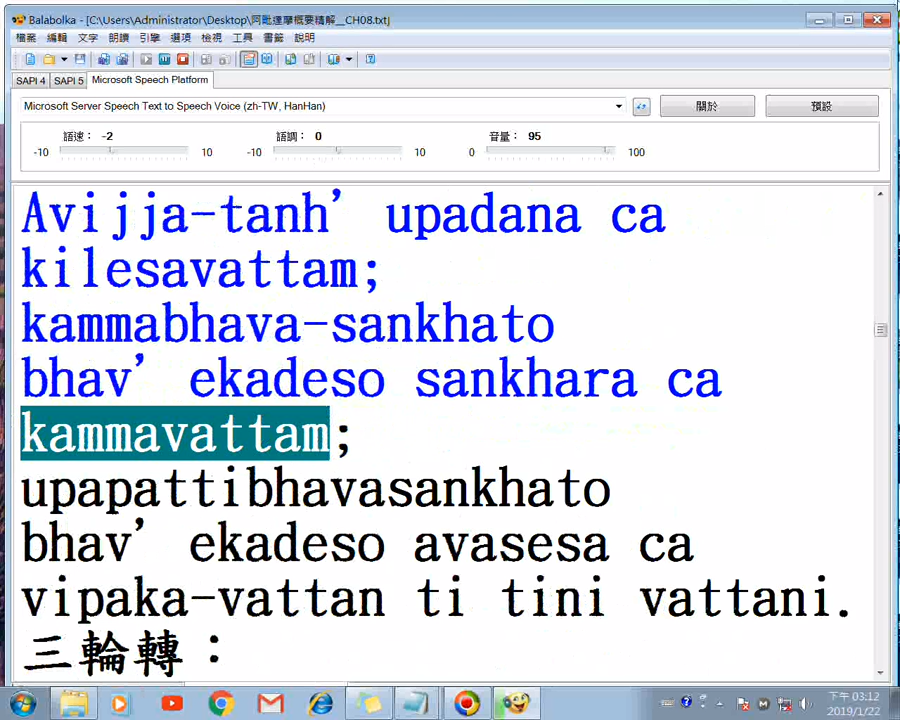 Balabolka - [C:\Users\Administrator\Desktop\阿毗達摩概要精解__CH08.txt]
檔案 編輯 文字 朗讀 引擎 選項 檢視 工具 書籤 說明
SAPI 4 SAPI 5 Microsoft Speech Platform
Microsoft Server Speech Text to Speech Voice (zh-TW, HanHan) 關於 預設
語速： -2 語調： 0 音量： 95
-10 10 -10 10 0 100
Avijja-tanh’ upadana ca
kilesavattam;
kammabhava-sankhato
bhav’ ekadeso sankhara ca
kammavattam;
upapattibhavasankhato
bhav’ ekadeso avasesa ca
vipaka-vattan ti tini vattani.
三輪轉：
下午 03:12
2019/1/22